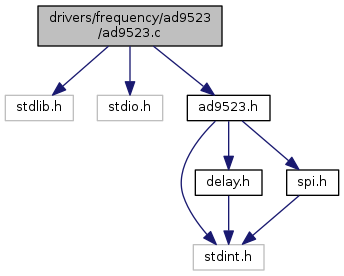 drivers/frequency/ad9523
/ad9523.c
stdlib.h
stdio.h
ad9523.h
delay.h
spi.h
stdint.h